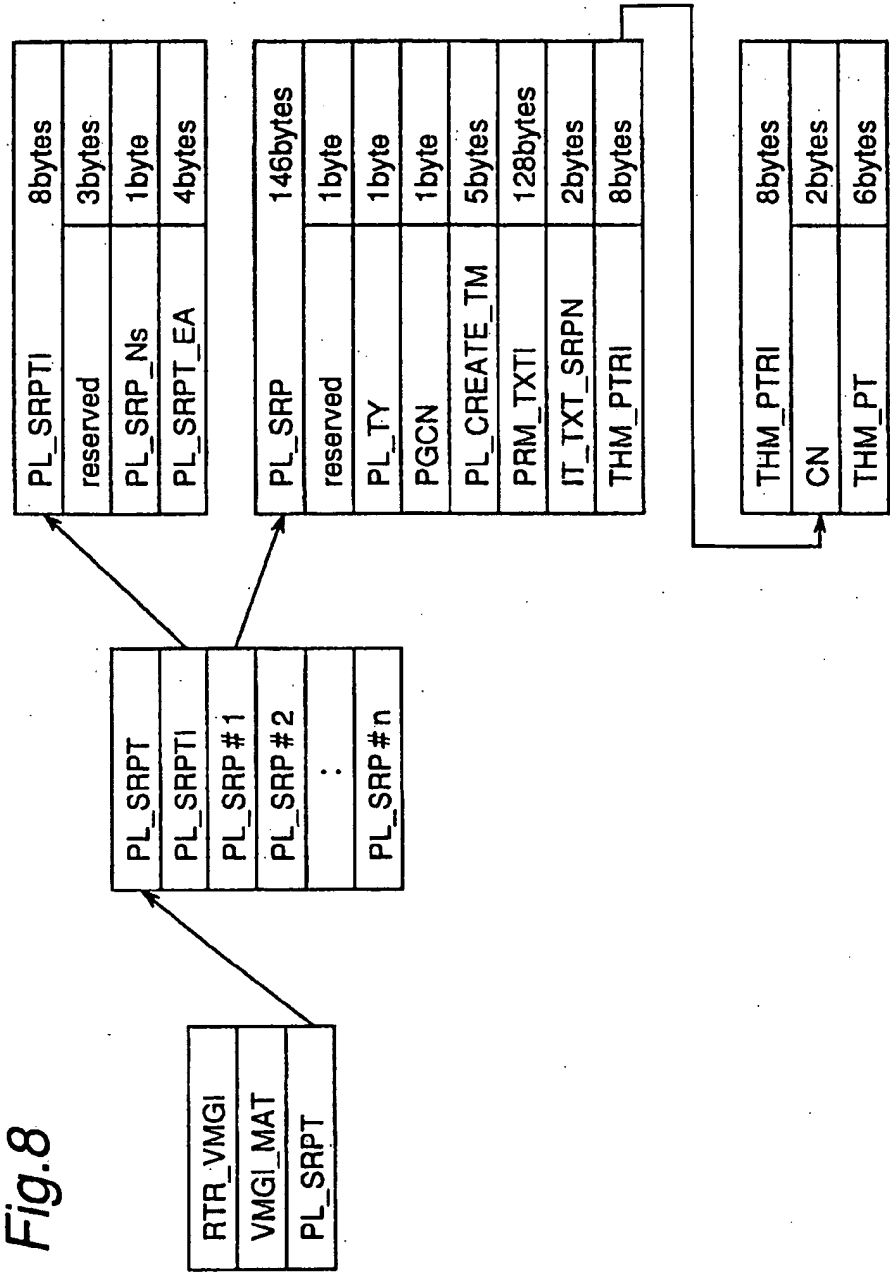 Fig.8
RTR_VMGI
VMGI_MAT
PL_SRPT
PL_SRPT
PL_SRPTI
PL_SRP#1
PL_SRP#2
:
PL_SRP#n
PL_SRPTI 8bytes
reserved 3bytes
PL_SRP_Ns 1byte
PL_SRPT_EA 4bytes
PL_SRP 146bytes
reserved 1byte
PL_TY 1byte
PGCN 1byte
PL_CREATE_TM 5bytes
PRM_TXTI 128bytes
IT_TXT_SRPN 2bytes
THM_PTRI 8bytes
THM_PTRI 8bytes
CN 2bytes
THM_PT 6bytes